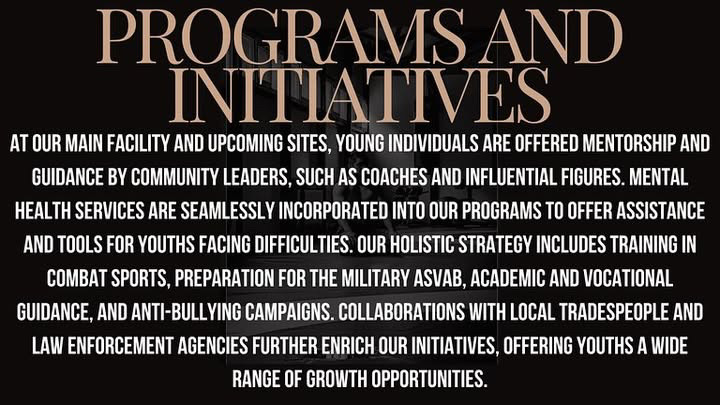 PROGRAMS AND
INITIATIVES
AT OUR MAIN FACILITY AND UPCOMING SITES, YOUNG INDIVIDUALS ARE OFFERED MENTORSHIP AND
GUIDANCE BY COMMUNITY LEADERS, SUCH AS COACHES AND INFLUENTIAL FIGURES. MENTAL
HEALTH SERVICES ARE SEAMLESSLY INCORPORATED INTO OUR PROGRAMS TO OFFER ASSISTANCE
AND TOOLS FOR YOUTHS FACING DIFFICULTIES. OUR HOLISTIC STRATEGY INCLUDES TRAINING IN
COMBAT SPORTS, PREPARATION FOR THE MILITARY ASVAB, ACADEMIC AND VOCATIONAL
GUIDANCE, AND ANTI-BULLYING CAMPAIGNS. COLLABORATIONS WITH LOCAL TRADESPEOPLE AND
LAW ENFORCEMENT AGENCIES FURTHER ENRICH OUR INITIATIVES, OFFERING YOUTHS A WIDE
RANGE OF GROWTH OPPORTUNITIES.